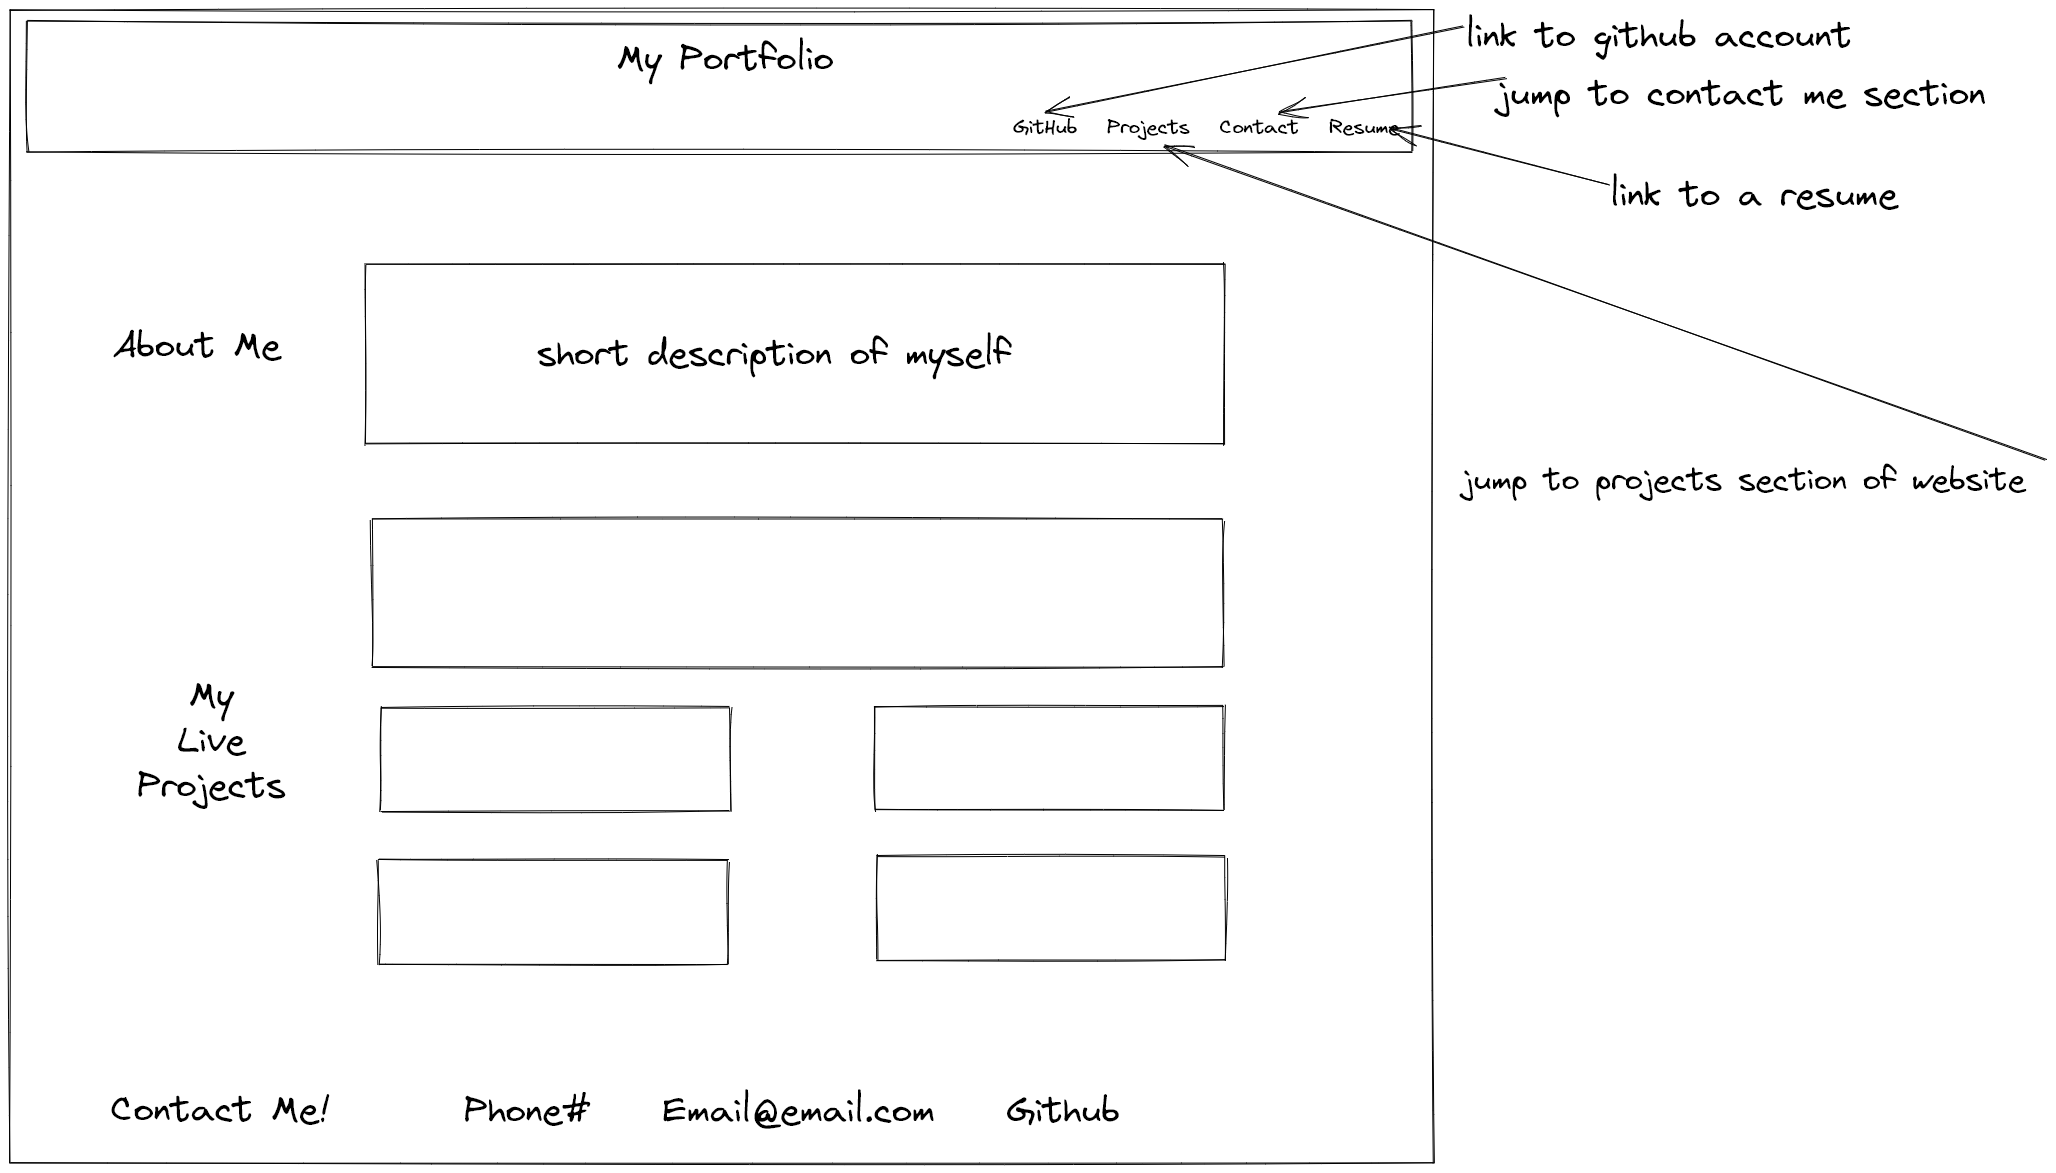 My Portfolio
GitHub Projects Contact Resume
link to github account
jump to contact me section
link to a resume
About Me
short description of myself
jump to projects section of website
My
Live
Projects
Contact Me! Phone# Email@email.com Github